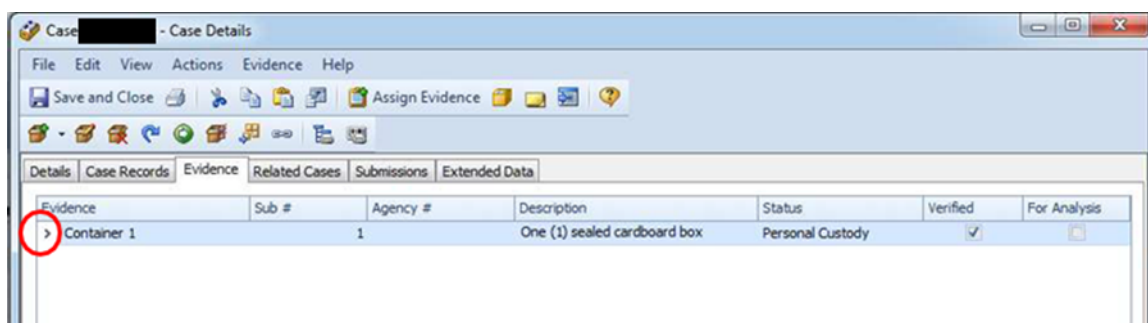 Case - Case Details
File Edit View Actions Evidence Help
Save and Close Assign Evidence
Details Case Records Evidence Related Cases Submissions Extended Data
Evidence Sub # Agency # Description Status Verified For Analysis
> Container 1 1 One (1) sealed cardboard box Personal Custody